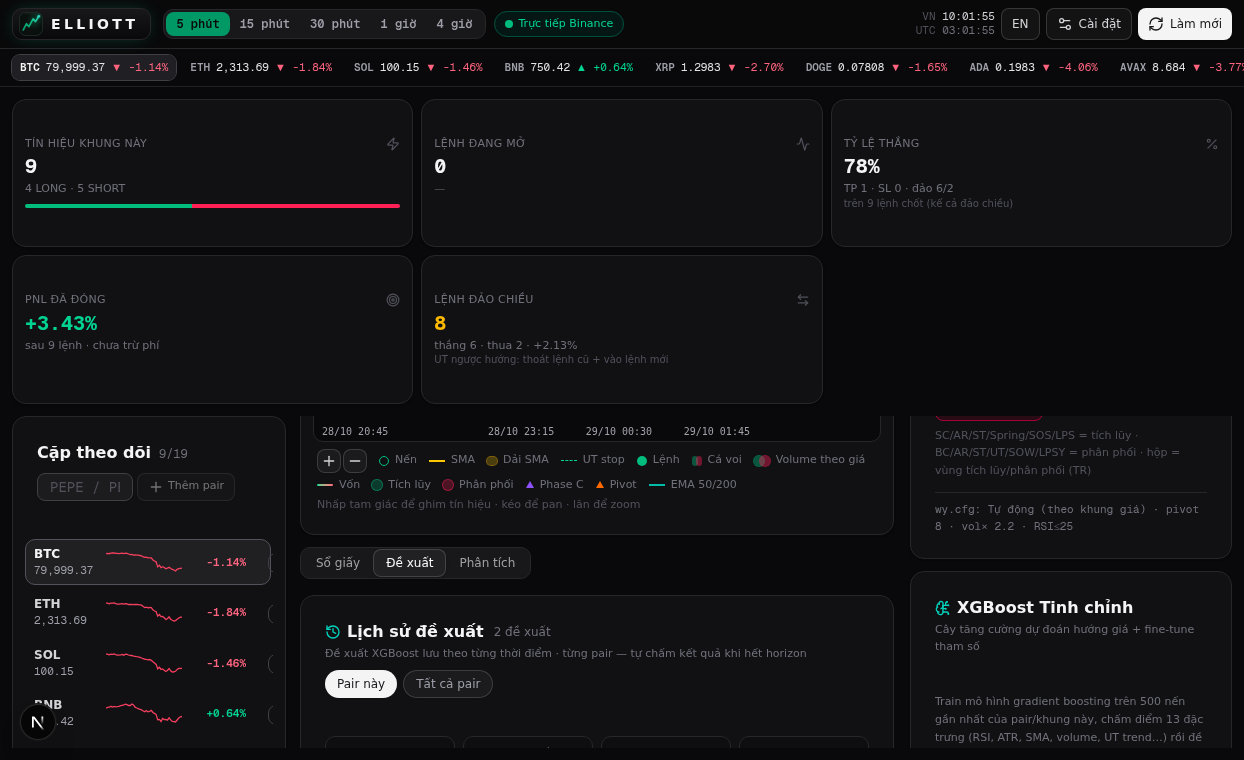 ELLIOTT
5 phút 15 phút 30 phút 1 giờ 4 giờ
Trực tiếp Binance
VN 10:01:55
UTC 03:01:55
EN
Cài đặt
Làm mới
BTC 79,999.37 ▼ -1.14% ETH 2,313.69 ▼ -1.84% SOL 100.15 ▼ -1.46% BNB 750.42 ▲ +0.64% XRP 1.2983 ▼ -2.70% DOGE 0.07808 ▼ -1.65% ADA 0.1983 ▼ -4.06% AVAX 8.684 ▼ -3.77%
TÍN HIỆU KHUNG NÀY
9
4 LONG · 5 SHORT
LỆNH ĐANG MỞ
0
—
TỶ LỆ THẮNG
78%
TP 1 · SL 0 · đảo 6/2
trên 9 lệnh chốt (kể cả đảo chiều)
PNL ĐÃ ĐÓNG
+3.43%
sau 9 lệnh · chưa trừ phí
LỆNH ĐẢO CHIỀU
8
thắng 6 · thua 2 · +2.13%
UT ngược hướng: thoát lệnh cũ + vào lệnh mới
Cặp theo dõi 9/19
PEPE / PI
+ Thêm pair
BTC
79,999.37
-1.14%
ETH
2,313.69
-1.84%
SOL
100.15
-1.46%
BNB
.42
+0.64%
N
28/10 20:45 28/10 23:15 29/10 00:30 29/10 01:45
+ − Nến SMA Dải SMA UT stop Lệnh Cá voi Volume theo giá
Vốn Tích lũy Phân phối Phase C Pivot EMA 50/200
Nhấp tam giác để ghim tín hiệu · kéo để pan · lăn để zoom
Sổ giấy Đề xuất Phân tích
Lịch sử đề xuất 2 đề xuất
Đề xuất XGBoost lưu theo từng thời điểm · từng pair — tự chấm kết quả khi hết horizon
Pair này Tất cả pair
SC/AR/ST/Spring/SOS/LPS = tích lũy ·
BC/AR/ST/UT/SOW/LPSY = phân phối · hộp =
vùng tích lũy/phân phối (TR)
wy.cfg: Tự động (theo khung giá) · pivot
8 · vol× 2.2 · RSI≤25
XGBoost Tinh chỉnh
Cây tăng cường dự đoán hướng giá + fine-tune
tham số
Train mô hình gradient boosting trên 500 nến
gần nhất của pair/khung này, chấm điểm 13 đặc
trưng (RSI, ATR, SMA, volume, UT trend...) rồi đề